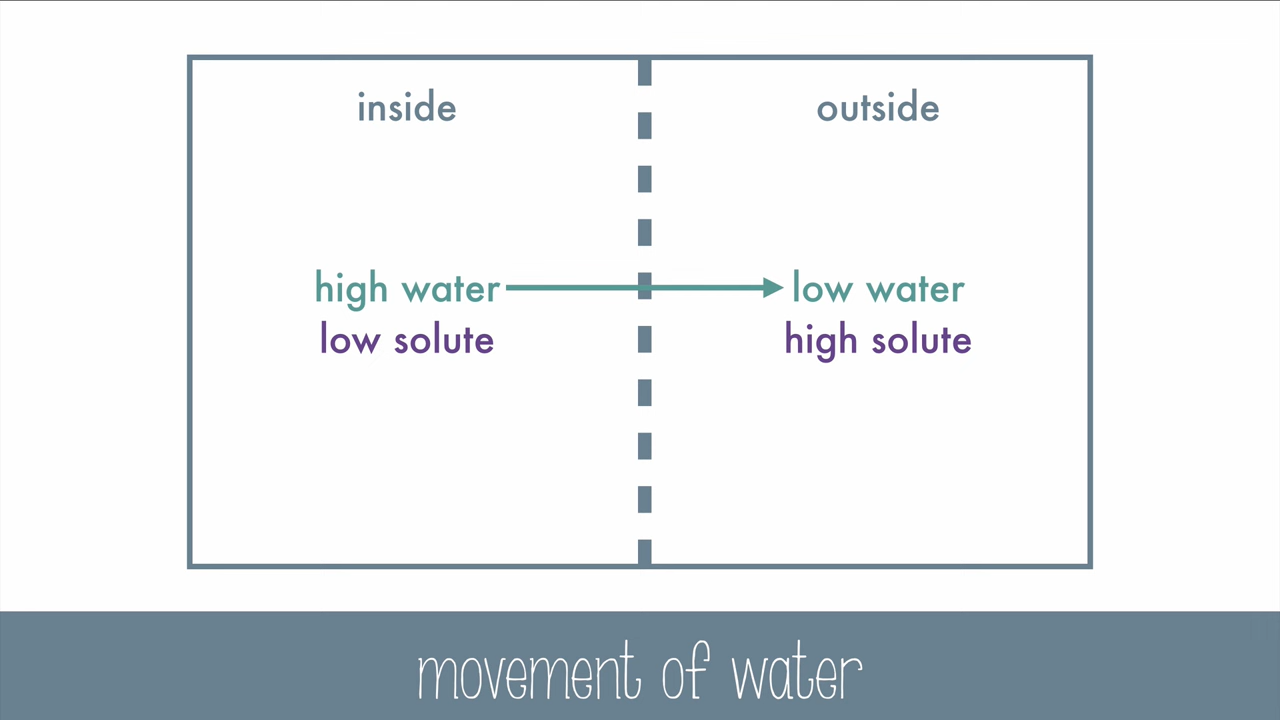 inside
outside
high water
low water
low solute
high solute
movement of water